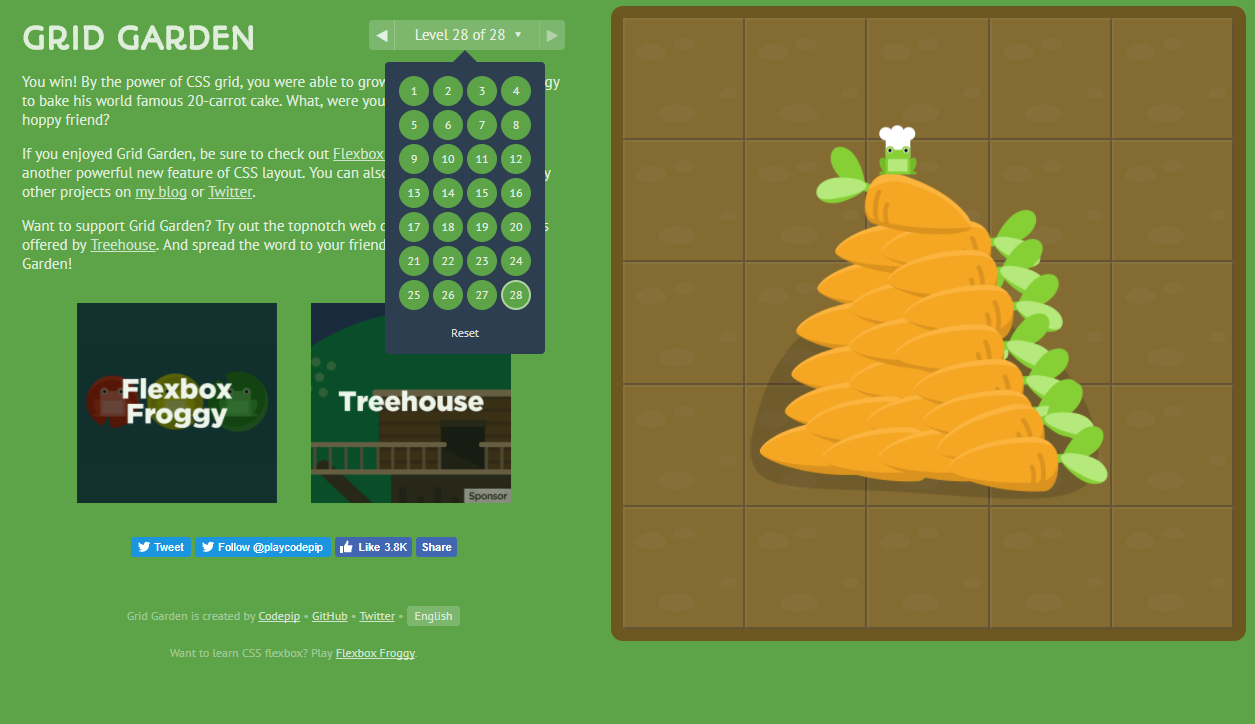 GRID GARDEN
◀ Level 28 of 28 ▼ ▶
You win! By the power of CSS grid, you were able to grow
gy
to bake his world famous 20-carrot cake. What, were you
hoppy friend?
If you enjoyed Grid Garden, be sure to check out Flexbox
another powerful new feature of CSS layout. You can also
y
other projects on my blog or Twitter.
Want to support Grid Garden? Try out the topnotch web
s
offered by Treehouse. And spread the word to your friend
Garden!
1 2 3 4
5 6 7 8
9 10 11 12
13 14 15 16
17 18 19 20
21 22 23 24
25 26 27 28
Reset
Flexbox
Froggy
Treehouse
Sponsor
Tweet
Follow @playcodepip
Like 3.8K
Share
Grid Garden is created by Codepip • GitHub • Twitter • English
Want to learn CSS flexbox? Play Flexbox Froggy.